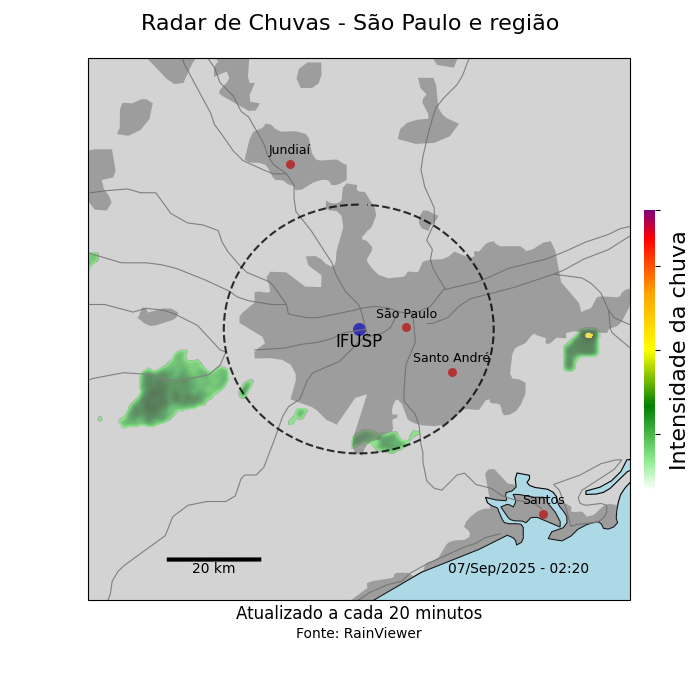 Radar de Chuvas - São Paulo e região
Jundiaí
São Paulo
IFUSP
Santo André
Intensidade da chuva
Santos
20 km
07/Sep/2025 - 02:20
Atualizado a cada 20 minutos
Fonte: RainViewer